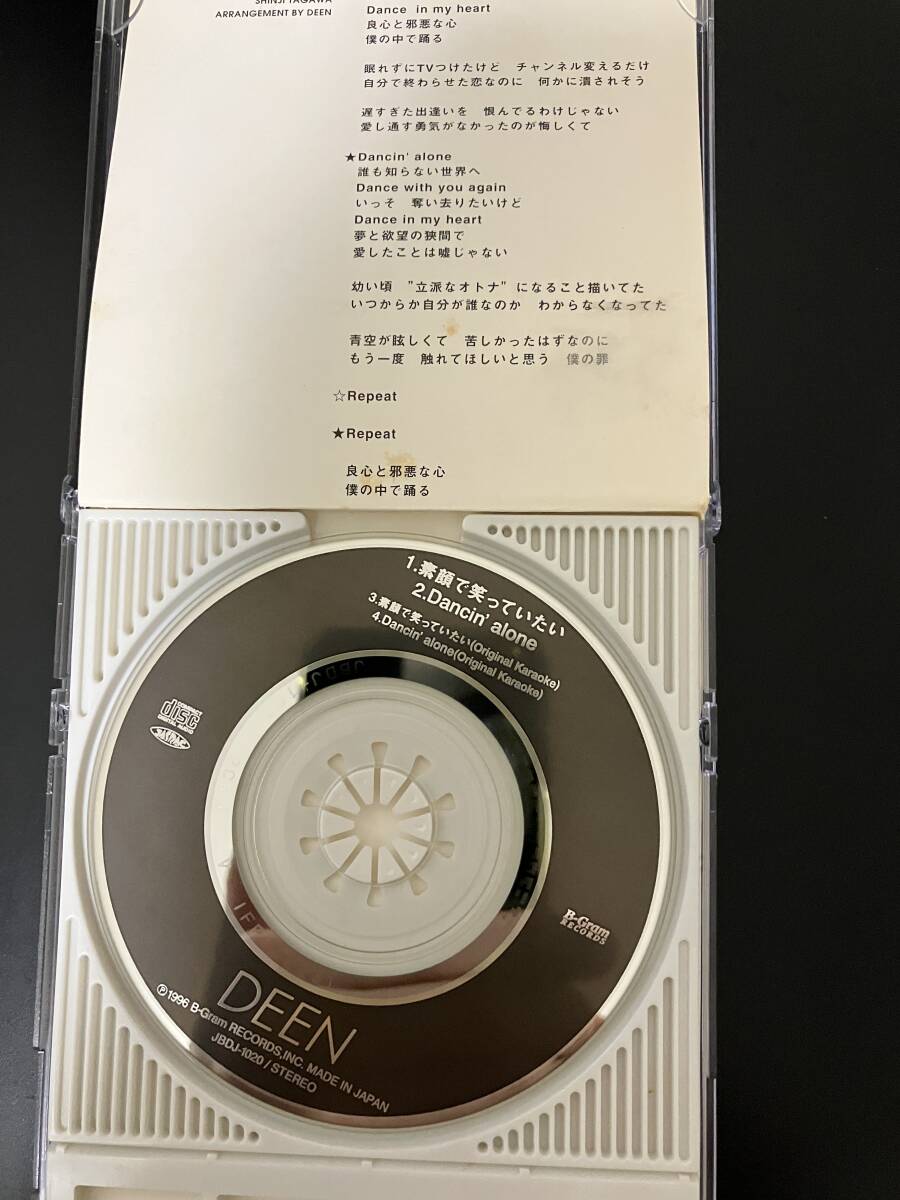 SHINJI TAGAWA
ARRANGEMENT BY DEEN
Dance in my heart
良心と邪悪な心
僕の中で踊る
眠れずにTVつけたけど チャンネル変えるだけ
自分で終わらせた恋なのに 何かに潰されそう
遅すぎた出逢いを 恨んでるわけじゃない
愛し通す勇気がなかったのが悔しくて
★Dancin' alone
誰も知らない世界へ
Dance with you again
いっそ 奪い去りたいけど
Dance in my heart
夢と欲望の狭間で
愛したことは嘘じゃない
幼い頃 "立派なオトナ" になること描いてた
いつからか自分が誰なのか わからなくなってた
青空が眩しくて 苦しかったはずなのに
もう一度 触れてほしいと思う 僕の罪
☆Repeat
★Repeat
良心と邪悪な心
僕の中で踊る
1.素顔で笑っていたい
2.Dancin' alone
3.素顔で笑っていたい(Original Karaoke)
4.Dancin' alone(Original Karaoke)
COMPACT
disc
DIGITAL AUDIO
B-Gram
RECORDS
DEEN
℗1996 B-Gram RECORDS,INC. MADE IN JAPAN
JBDJ-1020 / STEREO